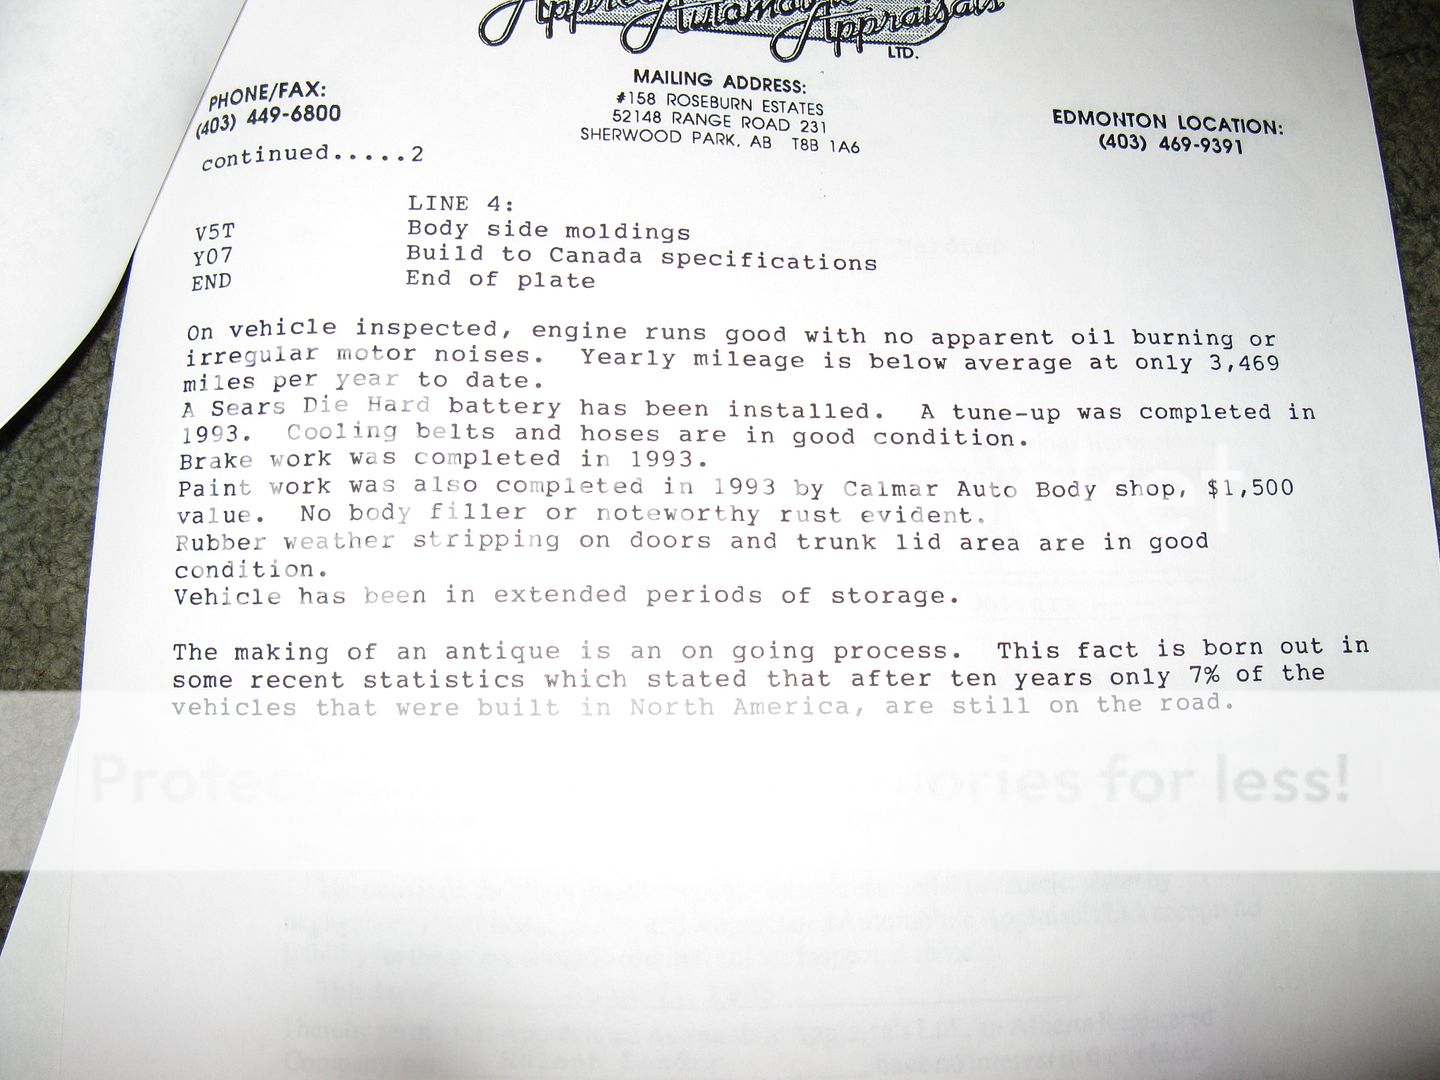 Automotive Appraisals
LTD.
PHONE/FAX:
(403) 449-6800
MAILING ADDRESS:
#158 ROSEBURN ESTATES
52148 RANGE ROAD 231
SHERWOOD PARK, AB T8B 1A6
EDMONTON LOCATION:
(403) 469-9391
continued.....2
LINE 4:
V5T Body side moldings
Y07 Build to Canada specifications
END End of plate
On vehicle inspected, engine runs good with no apparent oil burning or
irregular motor noises. Yearly mileage is below average at only 3,469
miles per year to date.
A Sears Die Hard battery has been installed. A tune-up was completed in
1993. Cooling belts and hoses are in good condition.
Brake work was completed in 1993.
Paint work was also completed in 1993 by Calmar Auto Body shop, $1,500
value. No body filler or noteworthy rust evident.
Rubber weather stripping on doors and trunk lid area are in good
condition.
Vehicle has been in extended periods of storage.
The making of an antique is an on going process. This fact is born out in
some recent statistics which stated that after ten years only 7% of the
vehicles that were built in North America, are still on the road.
for less!